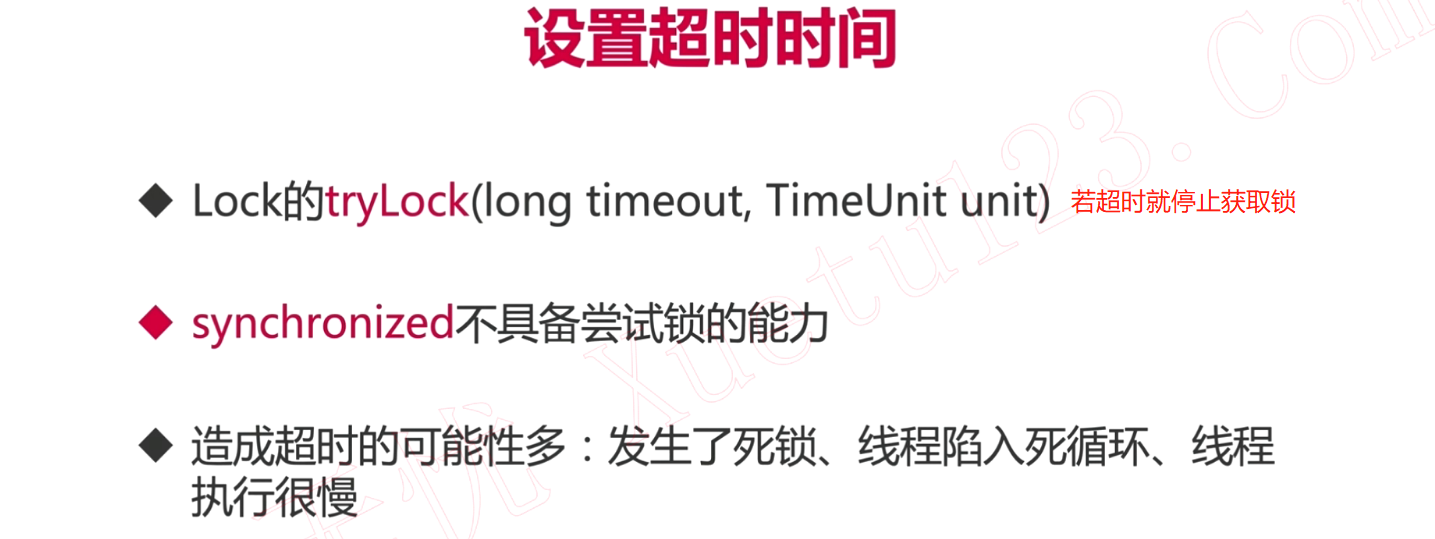 设置超时时间
Lock的tryLock(long timeout, TimeUnit unit) 若超时就停止获取锁
synchronized不具备尝试锁的能力
造成超时的可能性多：发生了死锁、线程陷入死循环、线程
执行很慢
Xuetu123.Com